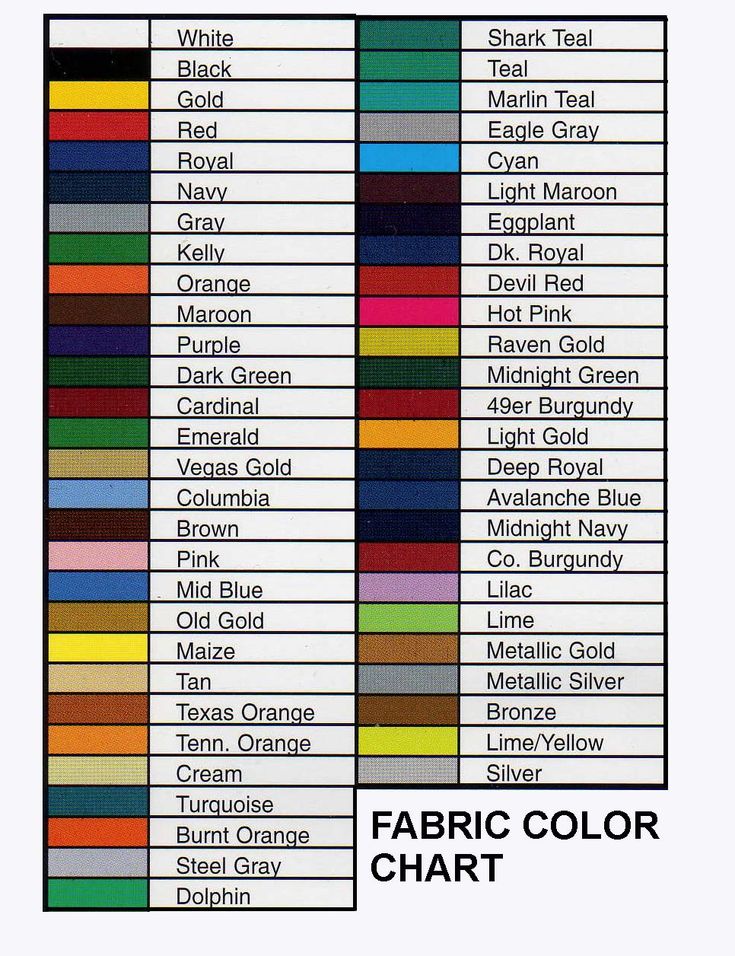 White
Black
Gold
Red
Royal
Navy
Gray
Kelly
Orange
Maroon
Purple
Dark Green
Cardinal
Emerald
Vegas Gold
Columbia
Brown
Pink
Mid Blue
Old Gold
Maize
Tan
Texas Orange
Tenn. Orange
Cream
Turquoise
Burnt Orange
Steel Gray
Dolphin
Shark Teal
Teal
Marlin Teal
Eagle Gray
Cyan
Light Maroon
Eggplant
Dk. Royal
Devil Red
Hot Pink
Raven Gold
Midnight Green
49er Burgundy
Light Gold
Deep Royal
Avalanche Blue
Midnight Navy
Co. Burgundy
Lilac
Lime
Metallic Gold
Metallic Silver
Bronze
Lime/Yellow
Silver
FABRIC COLOR
CHART